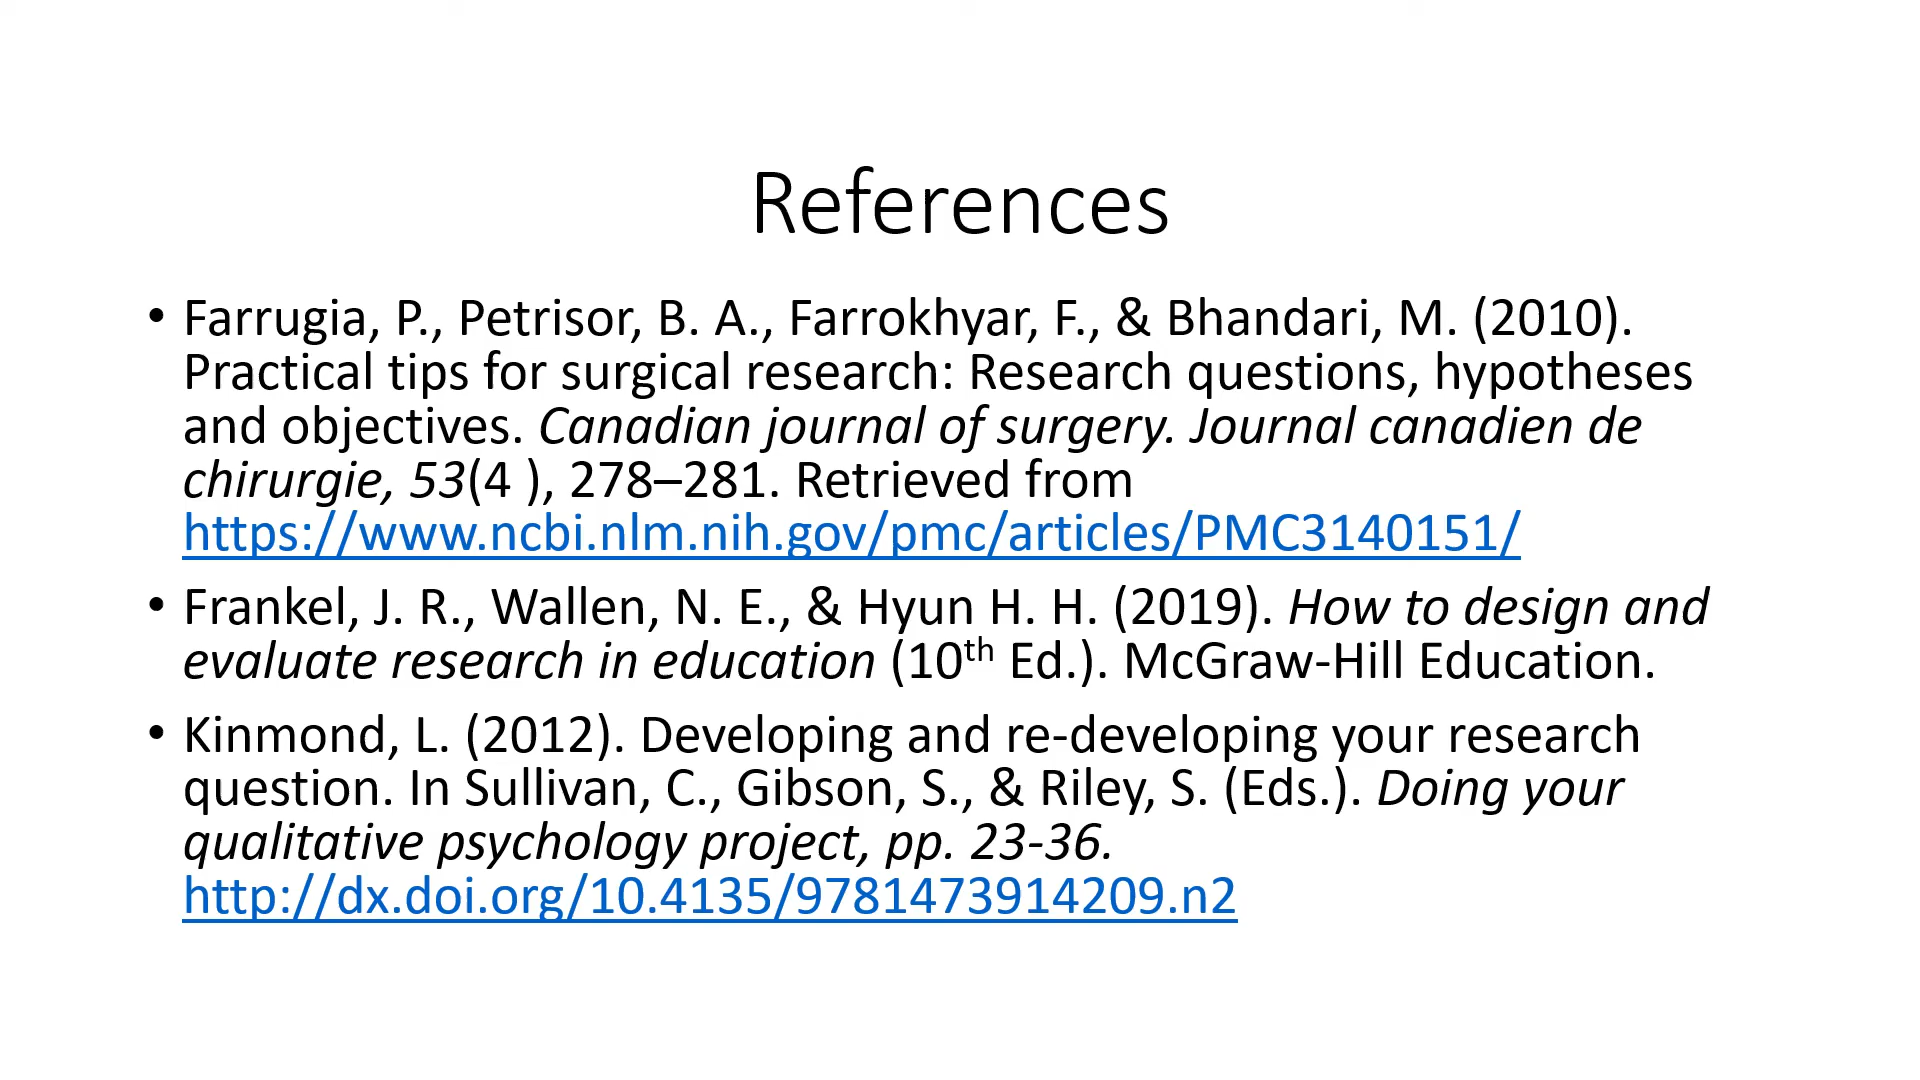 References
• Farrugia, P., Petrisor, B. A., Farrokhyar, F., & Bhandari, M. (2010).
Practical tips for surgical research: Research questions, hypotheses
and objectives. Canadian journal of surgery. Journal canadien de
chirurgie, 53(4 ), 278–281. Retrieved from
https://www.ncbi.nlm.nih.gov/pmc/articles/PMC3140151/
• Frankel, J. R., Wallen, N. E., & Hyun H. H. (2019). How to design and
evaluate research in education (10th Ed.). McGraw-Hill Education.
• Kinmond, L. (2012). Developing and re-developing your research
question. In Sullivan, C., Gibson, S., & Riley, S. (Eds.). Doing your
qualitative psychology project, pp. 23-36.
http://dx.doi.org/10.4135/9781473914209.n2